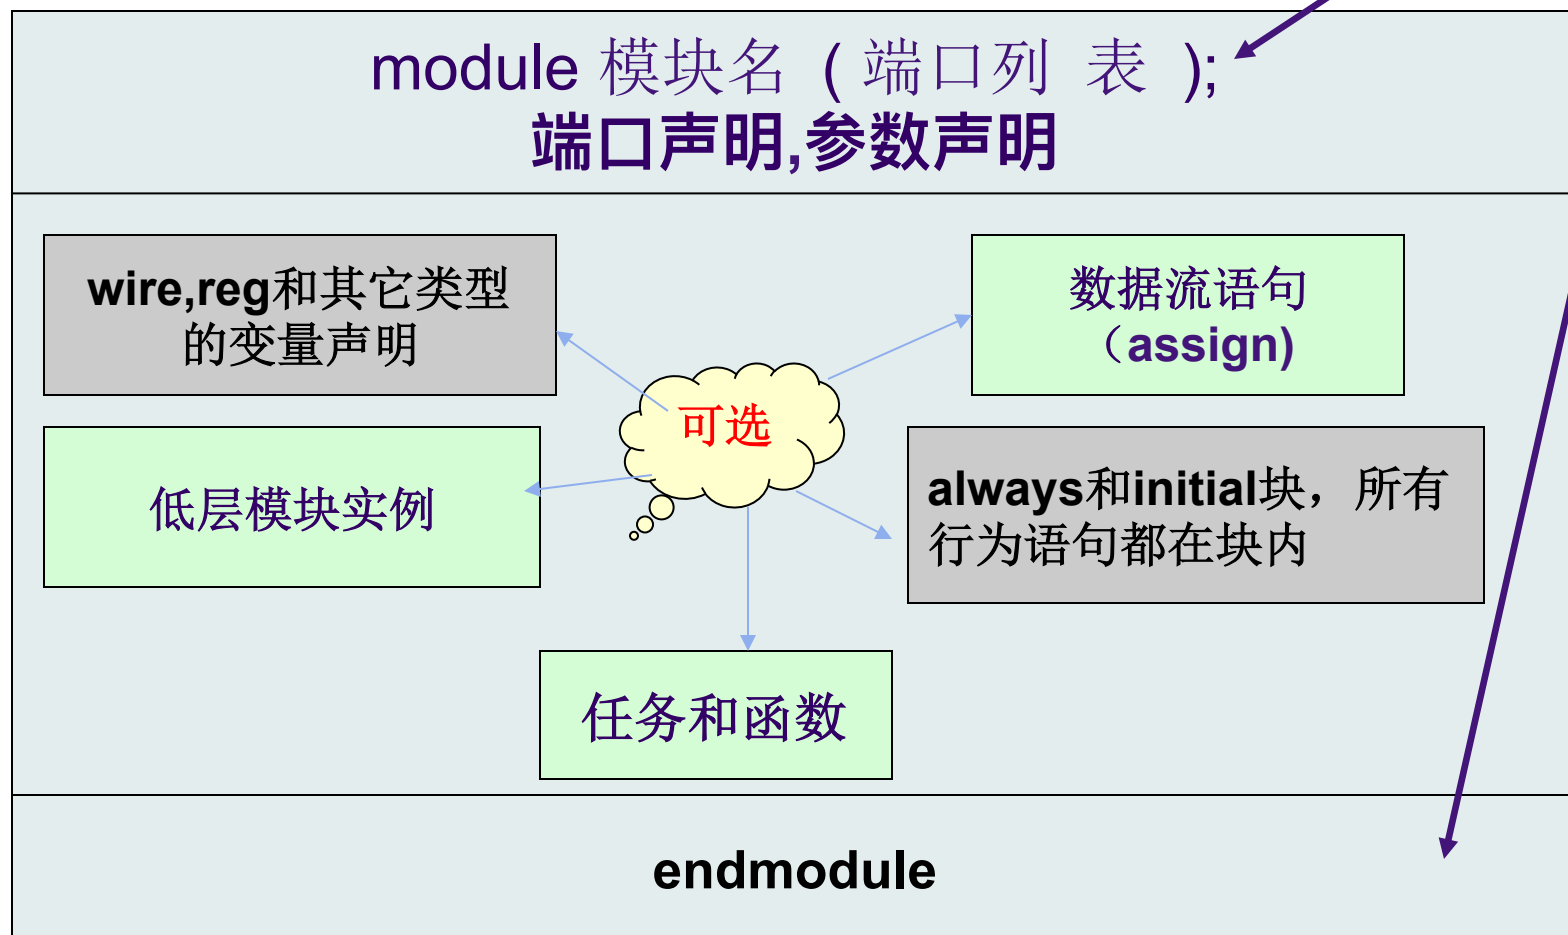 module 模块名 ( 端口列 表 );
端口声明,参数声明
wire,reg和其它类型
的变量声明
数据流语句
（assign)
可选
低层模块实例
always和initial块，所有
行为语句都在块内
任务和函数
endmodule